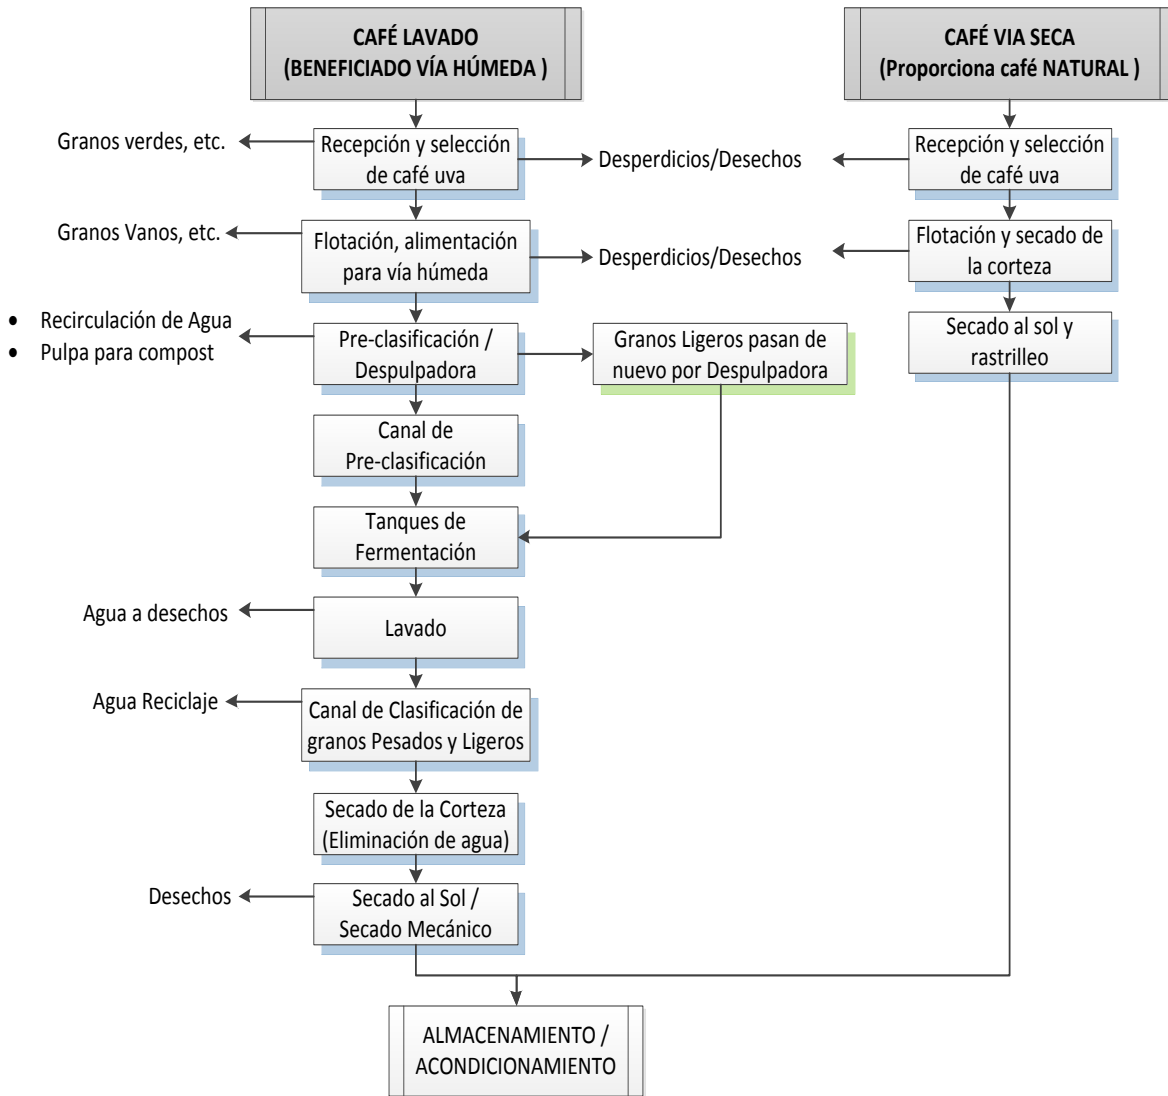 CAFÉ LAVADO
(BENEFICIADO VÍA HÚMEDA )
CAFÉ VIA SECA
(Proporciona café NATURAL )
Granos verdes, etc.
Recepción y selección
de café uva
Desperdicios/Desechos
Recepción y selección
de café uva
Granos Vanos, etc.
Flotación, alimentación
para vía húmeda
Desperdicios/Desechos
Flotación y secado de
la corteza
• Recirculación de Agua
• Pulpa para compost
Pre-clasificación /
Despulpadora
Granos Ligeros pasan de
nuevo por Despulpadora
Secado al sol y
rastrilleo
Canal de
Pre-clasificación
Tanques de
Fermentación
Agua a desechos
Lavado
Agua Reciclaje
Canal de Clasificación de
granos Pesados y Ligeros
Secado de la Corteza
(Eliminación de agua)
Desechos
Secado al Sol /
Secado Mecánico
ALMACENAMIENTO /
ACONDICIONAMIENTO